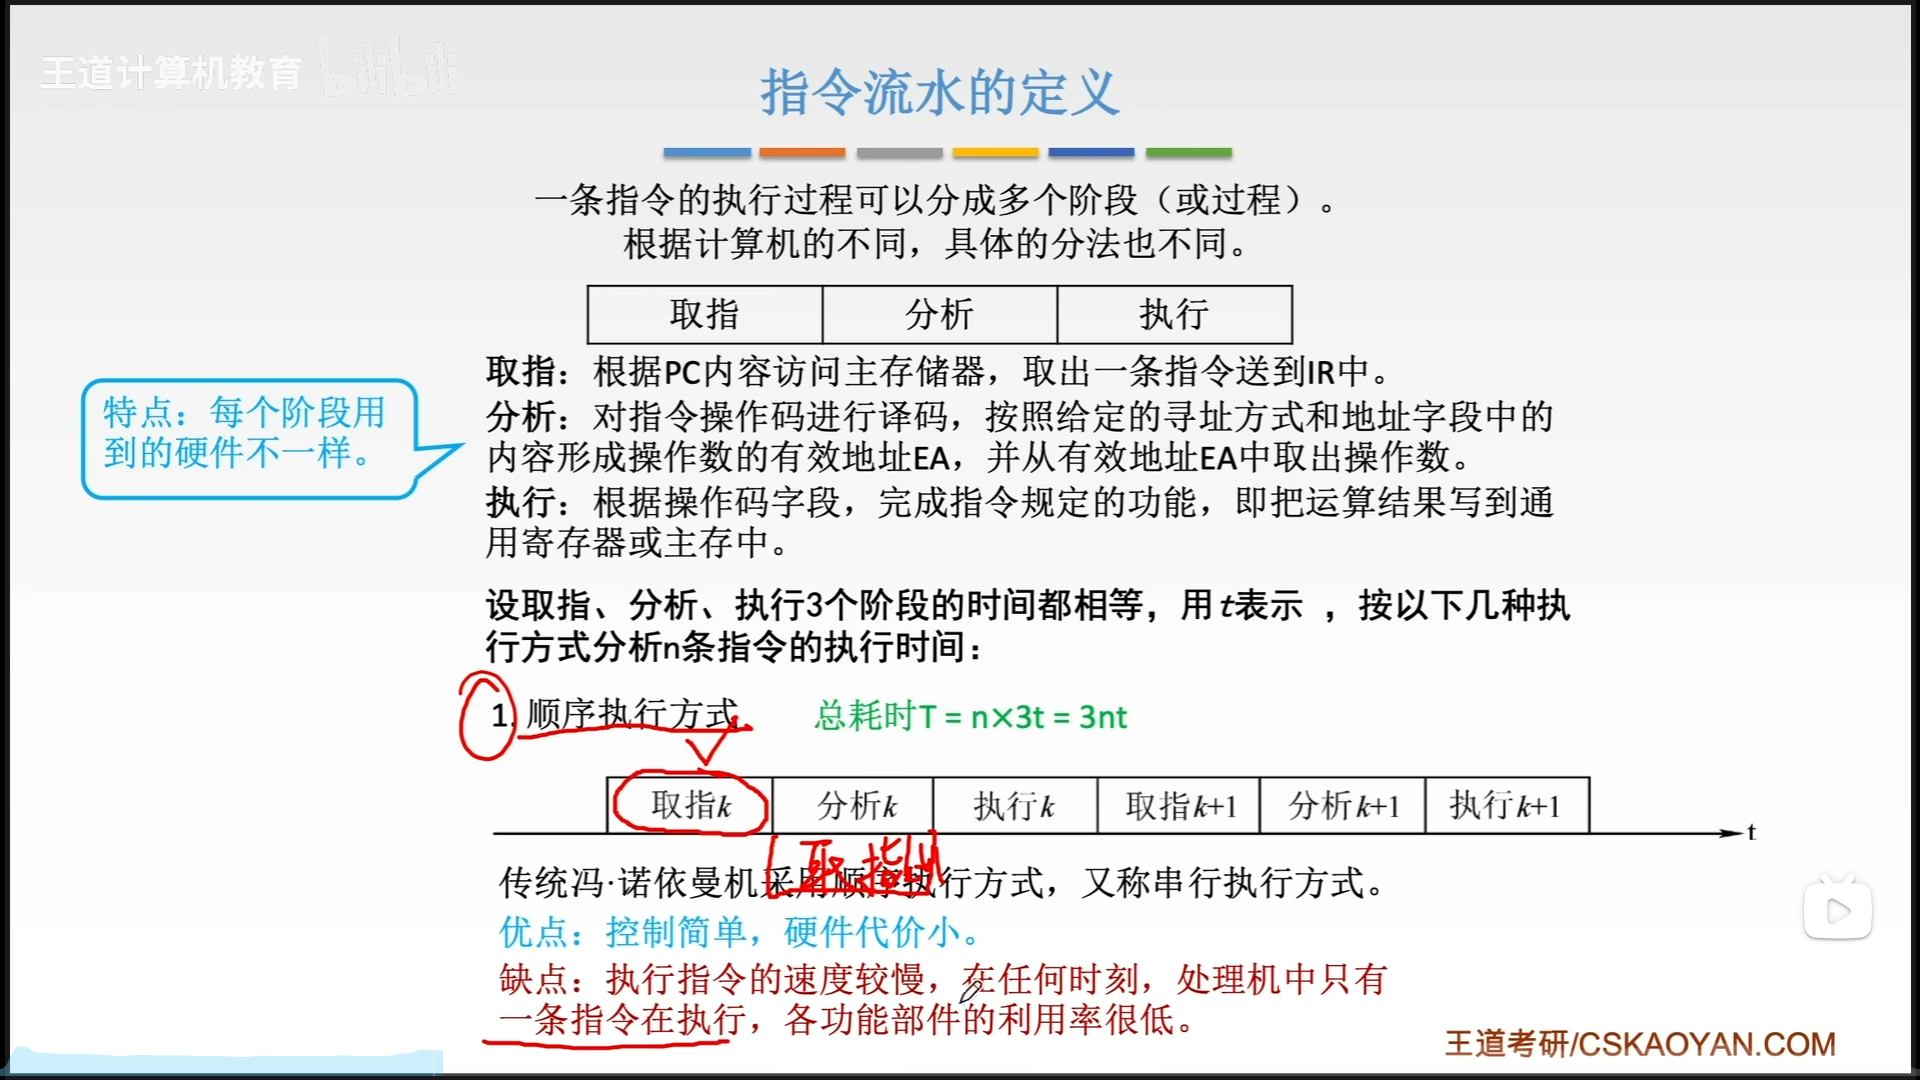 王道计算机教育 bilibili
指令流水的定义
一条指令的执行过程可以分成多个阶段（或过程）。
根据计算机的不同，具体的分法也不同。
取指 分析 执行
特点：每个阶段用
到的硬件不一样。
取指：根据PC内容访问主存储器，取出一条指令送到IR中。
分析：对指令操作码进行译码，按照给定的寻址方式和地址字段中的
内容形成操作数的有效地址EA，并从有效地址EA中取出操作数。
执行：根据操作码字段，完成指令规定的功能，即把运算结果写到通
用寄存器或主存中。
设取指、分析、执行3个阶段的时间都相等，用t表示 ，按以下几种执
行方式分析n条指令的执行时间：
1. 顺序执行方式 总耗时T = n×3t = 3nt
取指k 分析k 执行k 取指k+1 分析k+1 执行k+1
t
取指
传统冯·诺依曼机采用顺序执行方式，又称串行执行方式。
优点：控制简单，硬件代价小。
缺点：执行指令的速度较慢，在任何时刻，处理机中只有
一条指令在执行，各功能部件的利用率很低。
王道考研/CSKAOYAN.COM